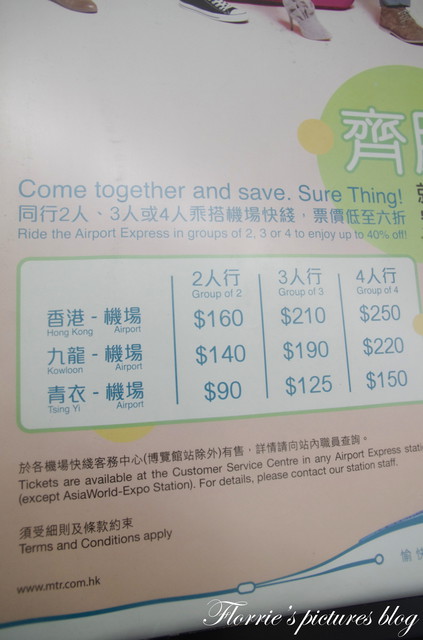 齊
Come together and save. Sure Thing!
同行2人、3人或4人乘搭機場快綫，票價低至六折
Ride the Airport Express in groups of 2, 3 or 4 to enjoy up to 40% off!
2人行 3人行 4人行
Group of 2 Group of 3 Group of 4
香港 - 機場 $160 $210 $250
Hong Kong Airport
九龍 - 機場 $140 $190 $220
Kowloon Airport
青衣 - 機場 $90 $125 $150
Tsing Yi Airport
於各機場快綫客務中心(博覽館站除外)有售，詳情請向站內職員查詢。
Tickets are available at the Customer Service Centre in any Airport Express
(except AsiaWorld-Expo Station). For details, please contact our station staff.
須受細則及條款約束
Terms and Conditions apply
愉
www.mtr.com.hk
Florrie's pictures blog